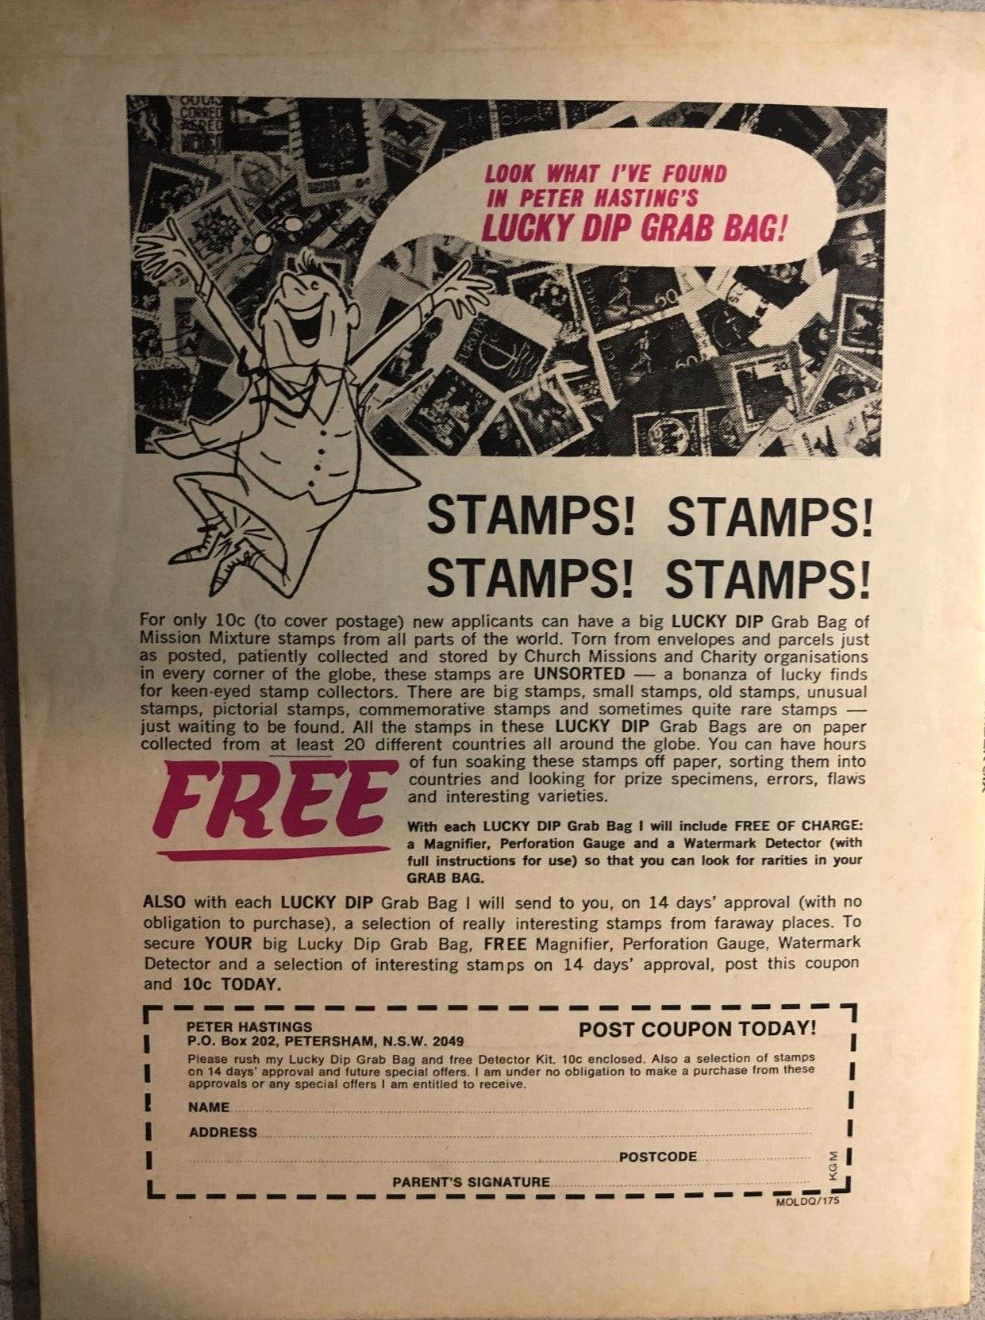 LOOK WHAT I'VE FOUND
IN PETER HASTING'S
LUCKY DIP GRAB BAG!
STAMPS! STAMPS!
STAMPS! STAMPS!
For only 10c (to cover postage) new applicants can have a big LUCKY DIP Grab Bag of
Mission Mixture stamps from all parts of the world. Torn from envelopes and parcels just
as posted, patiently collected and stored by Church Missions and Charity organisations
in every corner of the globe, these stamps are UNSORTED — a bonanza of lucky finds
for keen-eyed stamp collectors. There are big stamps, small stamps, old stamps, unusual
stamps, pictorial stamps, commemorative stamps and sometimes quite rare stamps —
just waiting to be found. All the stamps in these LUCKY DIP Grab Bags are on paper
collected from at least 20 different countries all around the globe. You can have hours
of fun soaking these stamps off paper, sorting them into
countries and looking for prize specimens, errors, flaws
and interesting varieties.
FREE
With each LUCKY DIP Grab Bag I will include FREE OF CHARGE:
a Magnifier, Perforation Gauge and a Watermark Detector (with
full instructions for use) so that you can look for rarities in your
GRAB BAG.
ALSO with each LUCKY DIP Grab Bag I will send to you, on 14 days' approval (with no
obligation to purchase), a selection of really interesting stamps from faraway places. To
secure YOUR big Lucky Dip Grab Bag, FREE Magnifier, Perforation Gauge, Watermark
Detector and a selection of interesting stamps on 14 days' approval, post this coupon
and 10c TODAY.
PETER HASTINGS
P.O. Box 202, PETERSHAM, N.S.W. 2049
POST COUPON TODAY!
Please rush my Lucky Dip Grab Bag and free Detector Kit. 10c enclosed. Also a selection of stamps
on 14 days' approval and future special offers. I am under no obligation to make a purchase from these
approvals or any special offers I am entitled to receive.
NAME
ADDRESS
POSTCODE
PARENT'S SIGNATURE
KGM
MOLDQ/175